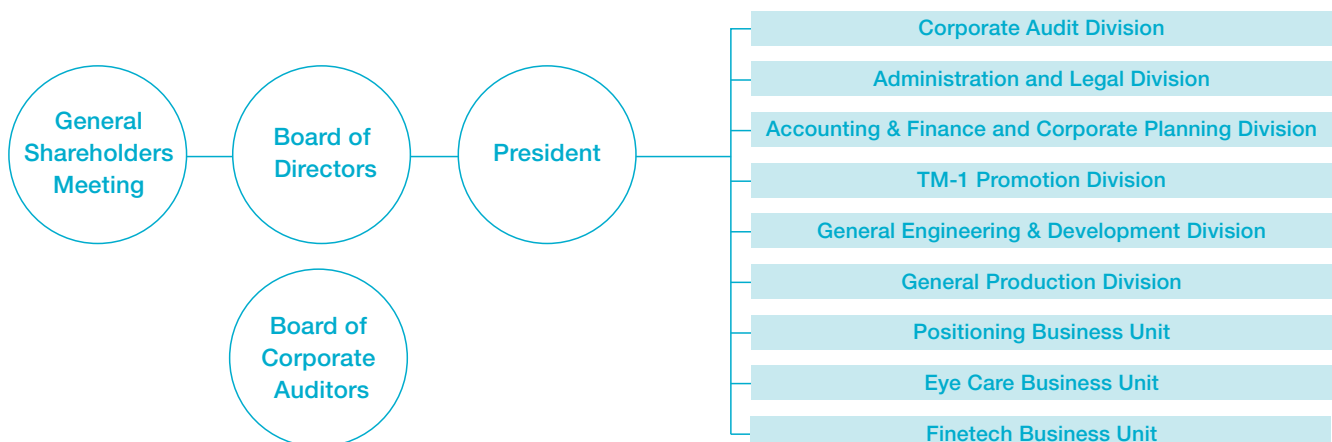 General
Shareholders
Meeting
Board of
Directors
President
Board of
Corporate
Auditors
Corporate Audit Division
Administration and Legal Division
Accounting & Finance and Corporate Planning Division
TM-1 Promotion Division
General Engineering & Development Division
General Production Division
Positioning Business Unit
Eye Care Business Unit
Finetech Business Unit